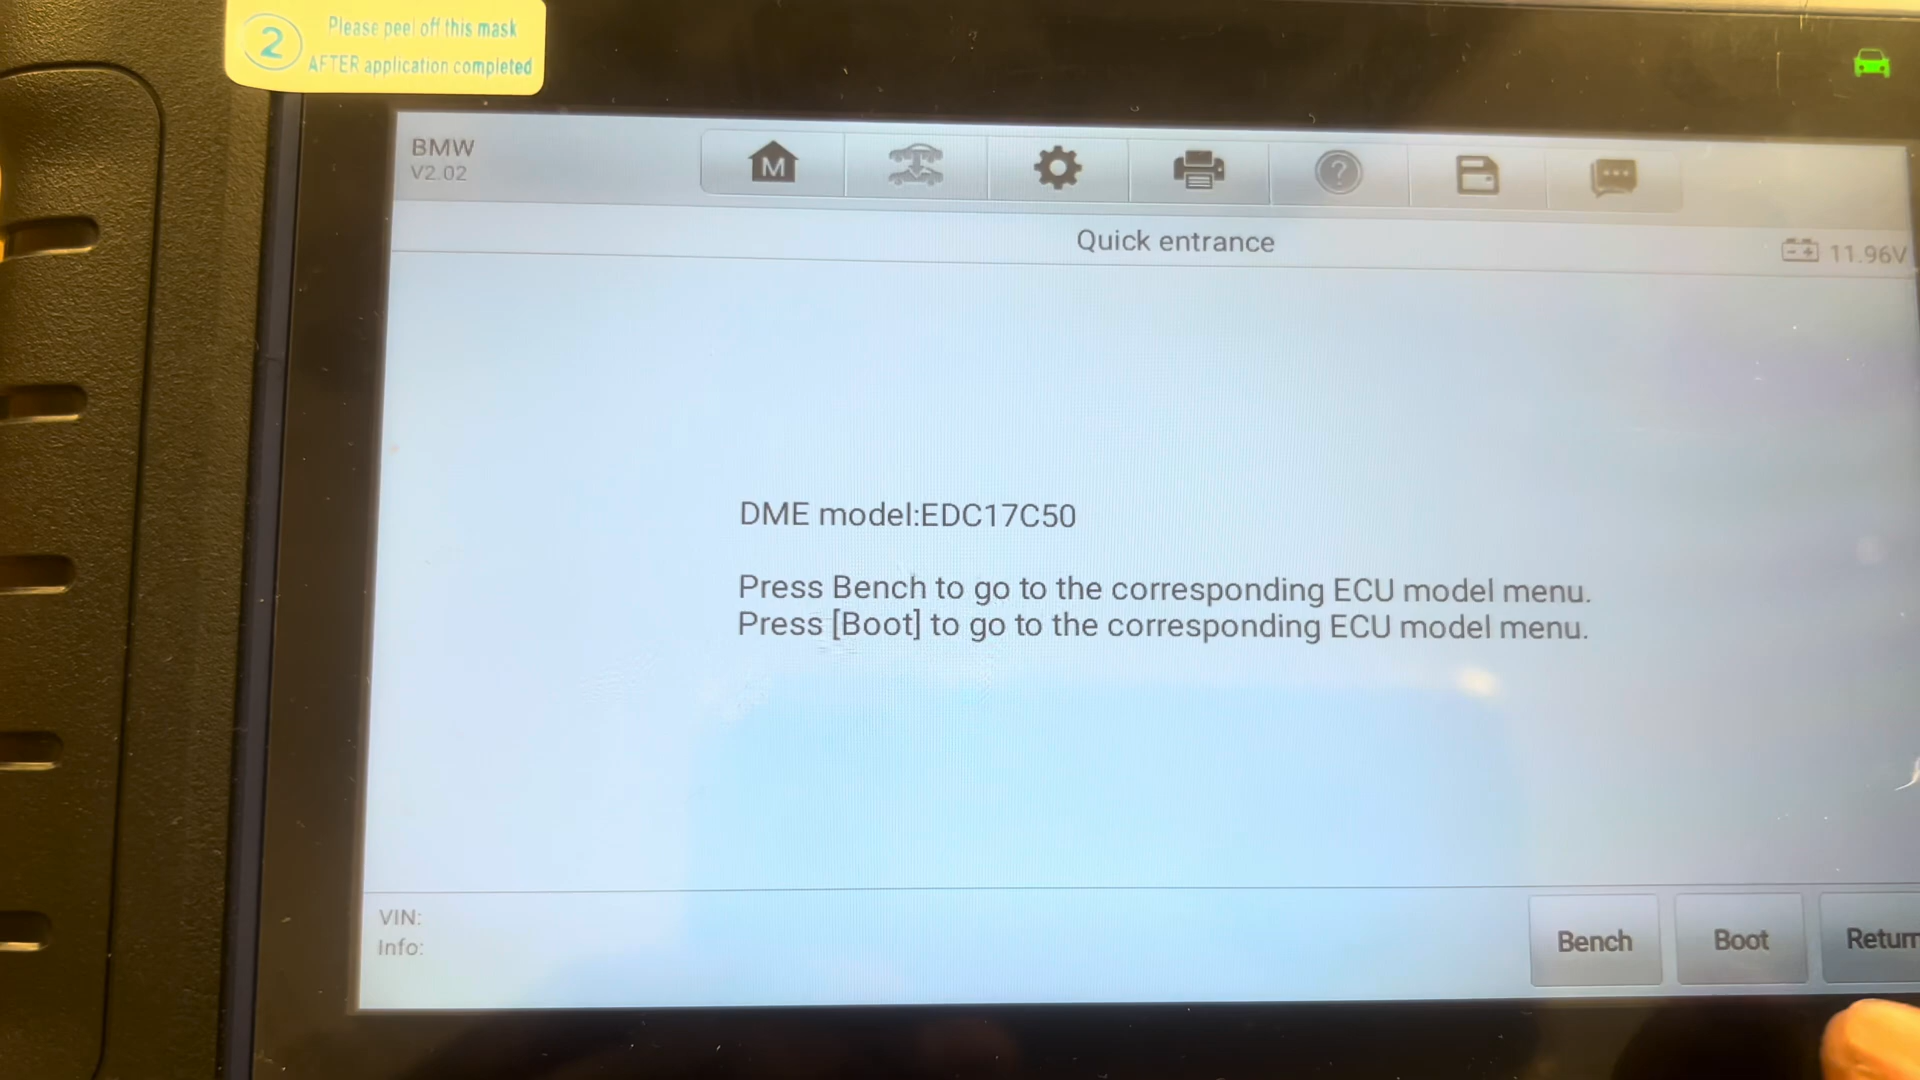 2
Please peel off this mask
AFTER application completed
BMW
V2.02
M
?
Quick entrance
11.96V
DME model:EDC17C50
Press Bench to go to the corresponding ECU model menu.
Press [Boot] to go to the corresponding ECU model menu.
VIN:
Info:
Bench
Boot
Return